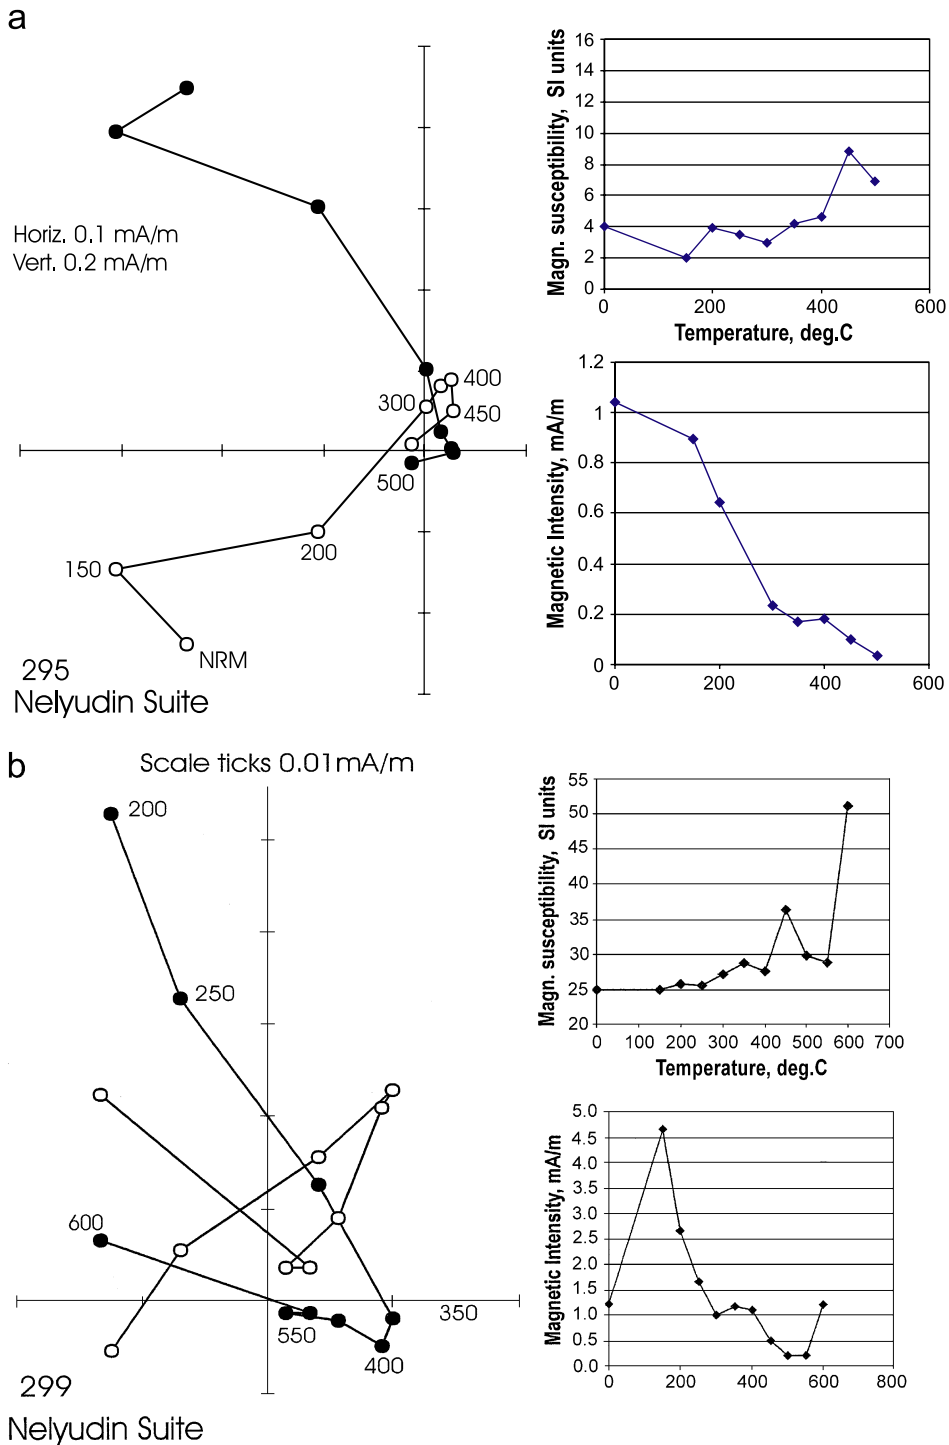 a
Horiz. 0.1 mA/m
Vert. 0.2 mA/m
400
300
450
500
200
150
NRM
295
Nelyudin Suite
Magn. susceptibility, SI units
16
14
12
10
8
6
4
2
0
0 200 400 600
Temperature, deg.C
Magnetic Intensity, mA/m
1.2
1
0.8
0.6
0.4
0.2
0
0 200 400 600
b
Scale ticks 0.01mA/m
200
250
600
350
550
400
299
Nelyudin Suite
Magn. susceptibility, SI units
55
50
45
40
35
30
25
20
0 100 200 300 400 500 600 700
Temperature, deg.C
Magnetic Intensity, mA/m
5.0
4.5
4.0
3.5
3.0
2.5
2.0
1.5
1.0
0.5
0.0
0 200 400 600 800